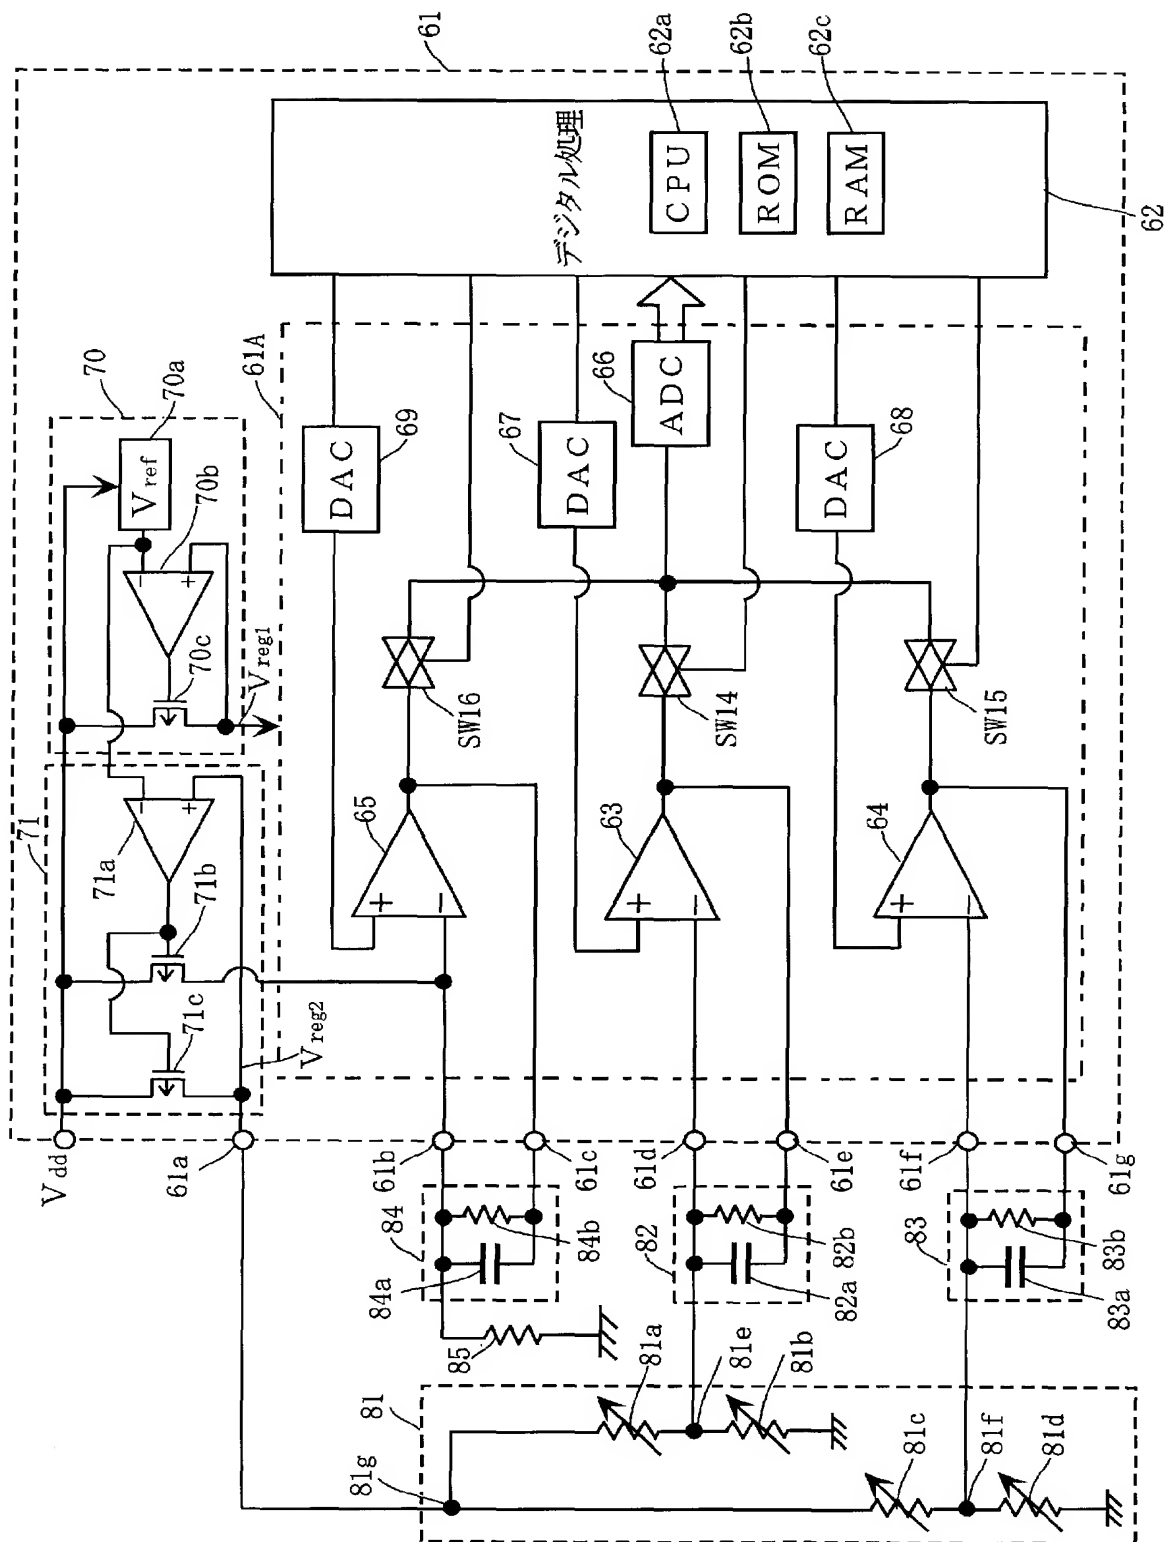 61
62a
62b
62c
デジタル処理
CPU
ROM
RAM
62
61A
70
70a
Vref
70b
70c
Vreg1
−
+
69
DAC
67
DAC
66
ADC
68
DAC
SW16
SW14
SW15
71
71a
−
+
71b
71c
Vreg2
65
+
−
63
+
−
64
+
−
Vdd
61a
61b
61c
61d
61e
61f
61g
84
84a
84b
82
82a
82b
83
83a
83b
85
81
81g
81a
81e
81b
81c
81f
81d